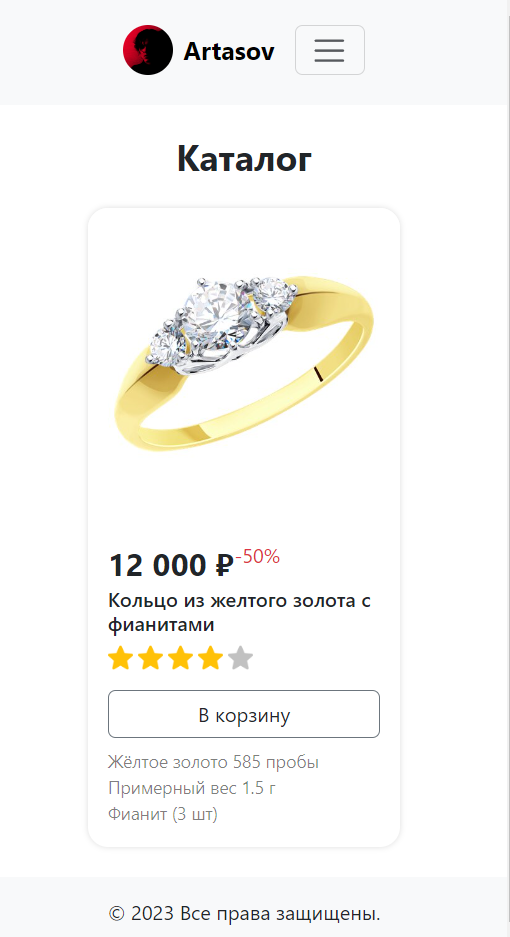 Artasov
Каталог
12 000 ₽-50%
Кольцо из желтого золота с
фианитами
В корзину
Жёлтое золото 585 пробы
Примерный вес 1.5 г
Фианит (3 шт)
© 2023 Все права защищены.